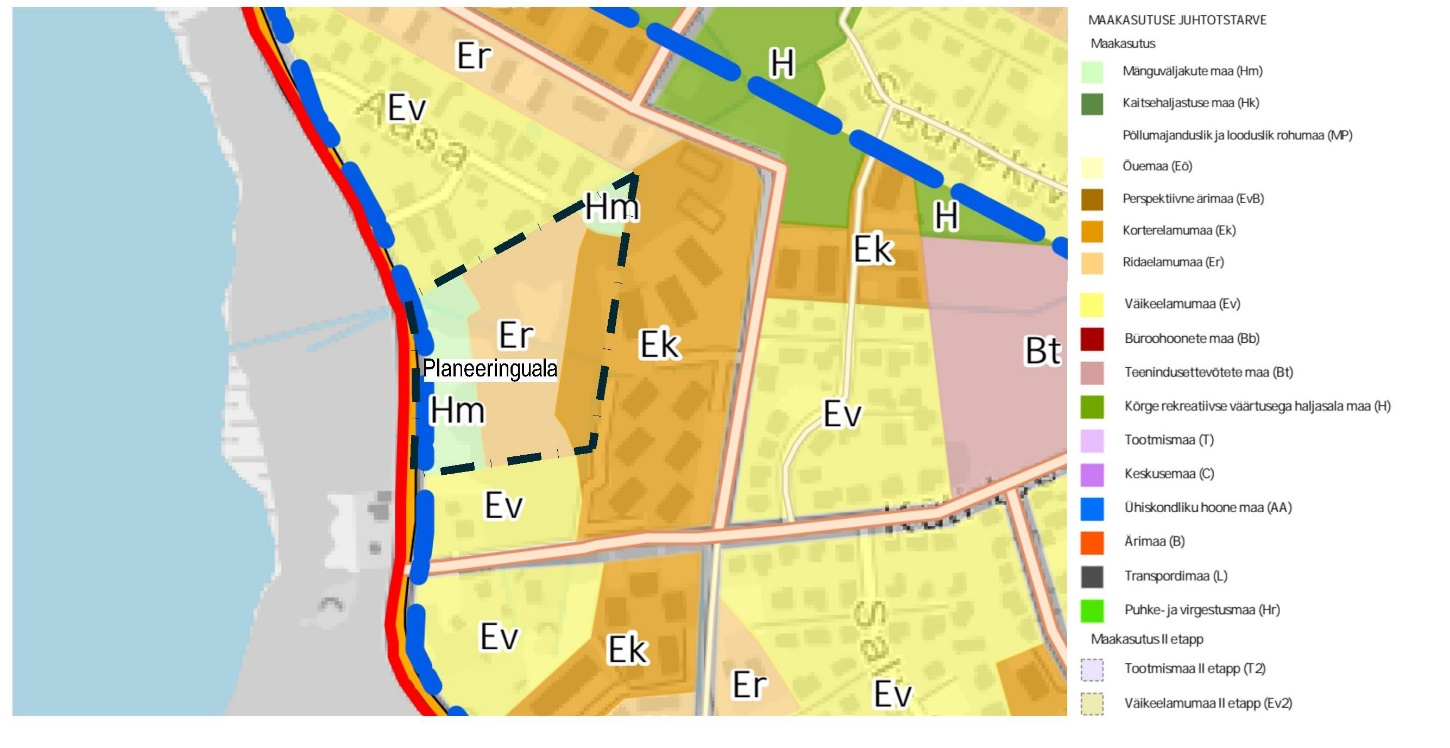 Er
H
Ev
Aasa
Suureki
Hm
H
Ek
Er
Ek
Bt
Planeeringuala
Hm
Ev
Ev
Ev
Ek
Er
Ev
MAAKASUTUSE JUHTOTSTARVE
Maakasutus
Mänguväljakute maa (Hm)
Kaitsehaljastuse maa (Hk)
Põllumajanduslik ja looduslik rohumaa (MP)
Õuemaa (Eõ)
Perspektiivne ärimaa (EvB)
Korterelamumaa (Ek)
Ridaelamumaa (Er)
Väikeelamumaa (Ev)
Büroohoonete maa (Bb)
Teenindusettevõtete maa (Bt)
Kõrge rekreatiivse väärtusega haljasala maa (H)
Tootmismaa (T)
Keskusemaa (C)
Ühiskondliku hoone maa (AA)
Ärimaa (B)
Transpordimaa (L)
Puhke- ja virgestusmaa (Hr)
Maakasutus II etapp
Tootmismaa II etapp (T2)
Väikeelamumaa II etapp (Ev2)